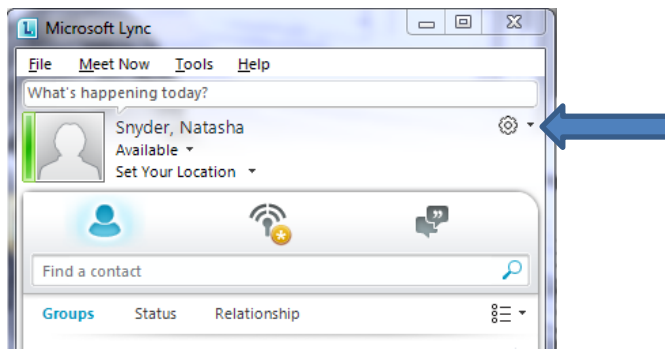 Microsoft Lync
File Meet Now Tools Help
What's happening today?
Snyder, Natasha
Available
Set Your Location
Find a contact
Groups Status Relationship